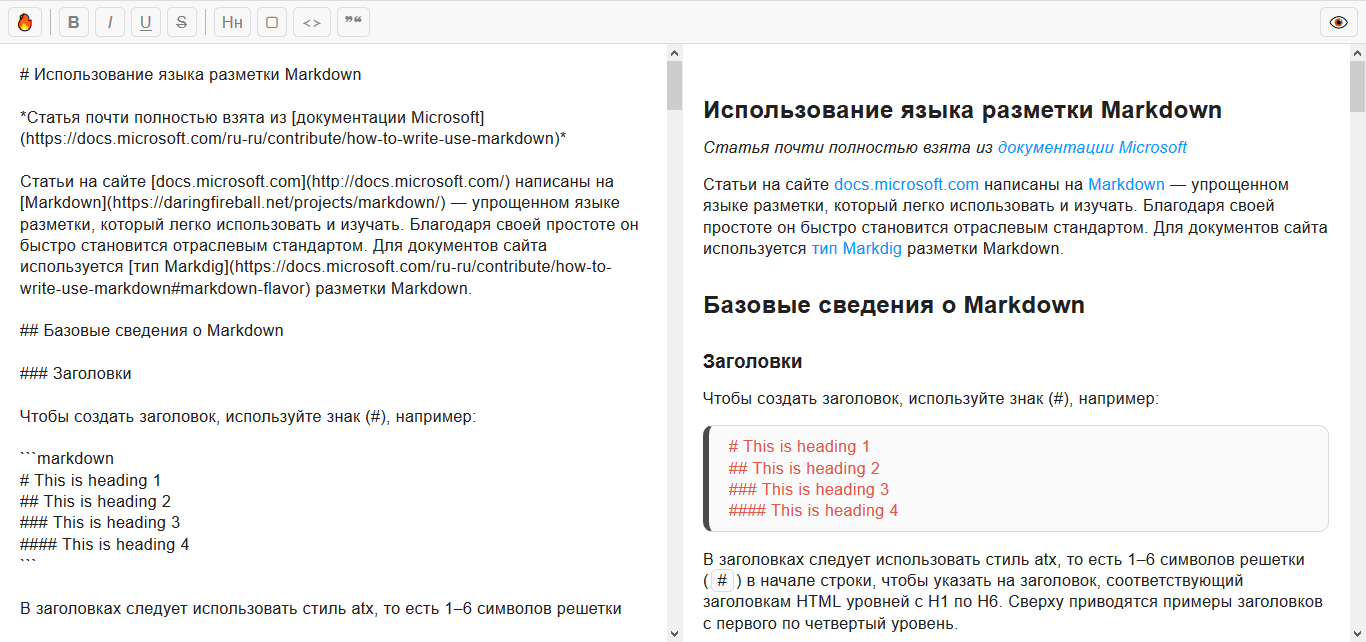 B I U S Hн <> ❞❝
# Использование языка разметки Markdown
*Статья почти полностью взята из [документации Microsoft]
(https://docs.microsoft.com/ru-ru/contribute/how-to-write-use-markdown)*
Статьи на сайте [docs.microsoft.com](http://docs.microsoft.com/) написаны на
[Markdown](https://daringfireball.net/projects/markdown/) — упрощенном языке
разметки, который легко использовать и изучать. Благодаря своей простоте он
быстро становится отраслевым стандартом. Для документов сайта
используется [тип Markdig](https://docs.microsoft.com/ru-ru/contribute/how-to-
write-use-markdown#markdown-flavor) разметки Markdown.
## Базовые сведения о Markdown
### Заголовки
Чтобы создать заголовок, используйте знак (#), например:
```markdown
# This is heading 1
## This is heading 2
### This is heading 3
#### This is heading 4
```
В заголовках следует использовать стиль atx, то есть 1–6 символов решетки
Использование языка разметки Markdown
Статья почти полностью взята из документации Microsoft
Статьи на сайте docs.microsoft.com написаны на Markdown — упрощенном
языке разметки, который легко использовать и изучать. Благодаря своей
простоте он быстро становится отраслевым стандартом. Для документов сайта
используется тип Markdig разметки Markdown.
Базовые сведения о Markdown
Заголовки
Чтобы создать заголовок, используйте знак (#), например:
# This is heading 1
## This is heading 2
### This is heading 3
#### This is heading 4
В заголовках следует использовать стиль atx, то есть 1–6 символов решетки
( # ) в начале строки, чтобы указать на заголовок, соответствующий
заголовкам HTML уровней с H1 по H6. Сверху приводятся примеры заголовков
с первого по четвертый уровень.